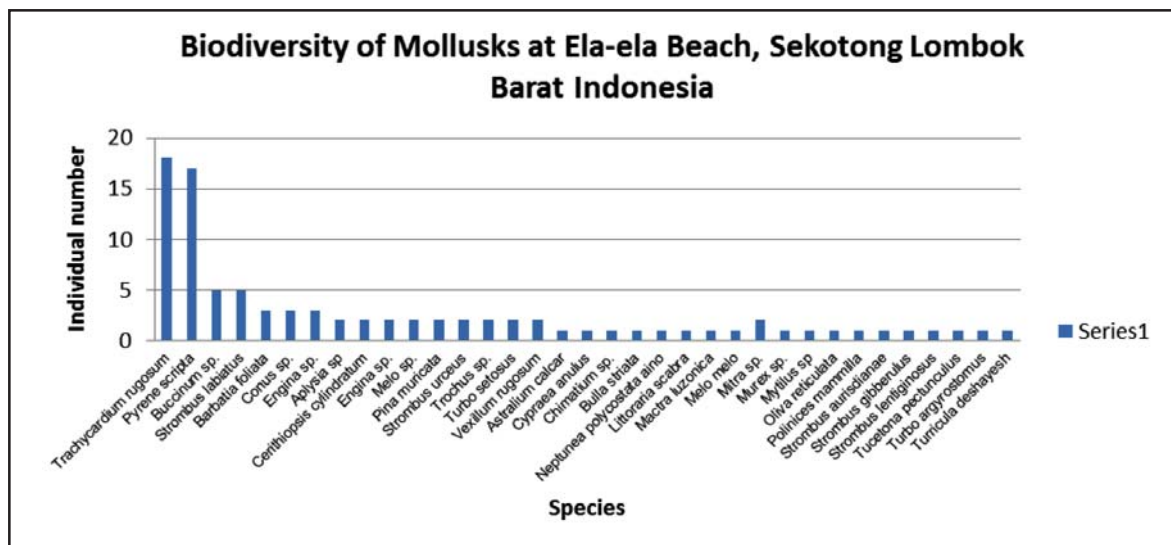 Biodiversity of Mollusks at Ela-ela Beach, Sekotong Lombok
Barat Indonesia
Individual number
20
15
10
5
0
Trachycardium rugosum
Pyrene scripta
Buccinum sp.
Strombus labiatus
Barbatia foliata
Conus sp.
Engina sp.
Aplysia sp
Cerithiopsis cylindratum
Engina sp.
Melo sp.
Pina muricata
Strombus urceus
Trochus sp.
Turbo setosus
Vexillum rugosum
Astralium calcar
Cypraea anulus
Chimatium sp.
Bulla striata
Neptunea polycostata aino
Littoraria scabra
Mactra luzonica
Melo melo
Mitra sp.
Murex sp.
Mytilus sp
Oliva reticulata
Polinices mammilla
Strombus aurisdianae
Strombus gibberulus
Strombus lentiginosus
Tucetona pectunculus
Turbo argyrostomus
Turricula deshayesh
Series1
Species